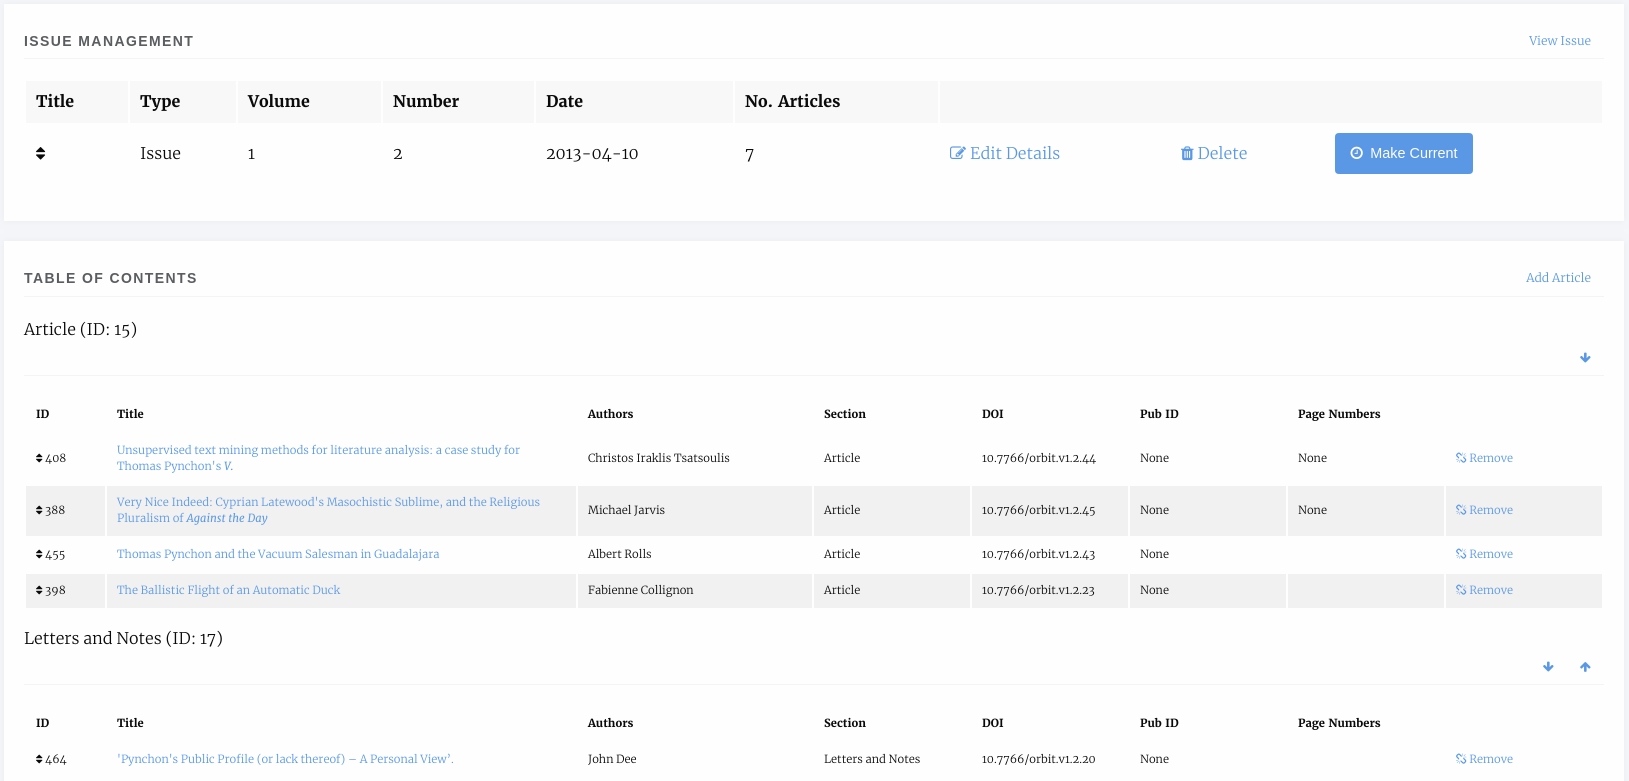 ISSUE MANAGEMENT View Issue
Title Type Volume Number Date No. Articles
Issue 1 2 2013-04-10 7 Edit Details Delete Make Current
TABLE OF CONTENTS Add Article
Article (ID: 15)
ID Title Authors Section DOI Pub ID Page Numbers
408 Unsupervised text mining methods for literature analysis: a case study for
Thomas Pynchon's V. Christos Iraklis Tsatsoulis Article 10.7766/orbit.v1.2.44 None None Remove
388 Very Nice Indeed: Cyprian Latewood's Masochistic Sublime, and the Religious
Pluralism of Against the Day Michael Jarvis Article 10.7766/orbit.v1.2.45 None None Remove
455 Thomas Pynchon and the Vacuum Salesman in Guadalajara Albert Rolls Article 10.7766/orbit.v1.2.43 None Remove
398 The Ballistic Flight of an Automatic Duck Fabienne Collignon Article 10.7766/orbit.v1.2.23 None Remove
Letters and Notes (ID: 17)
ID Title Authors Section DOI Pub ID Page Numbers
464 'Pynchon's Public Profile (or lack thereof) – A Personal View'. John Dee Letters and Notes 10.7766/orbit.v1.2.20 None Remove